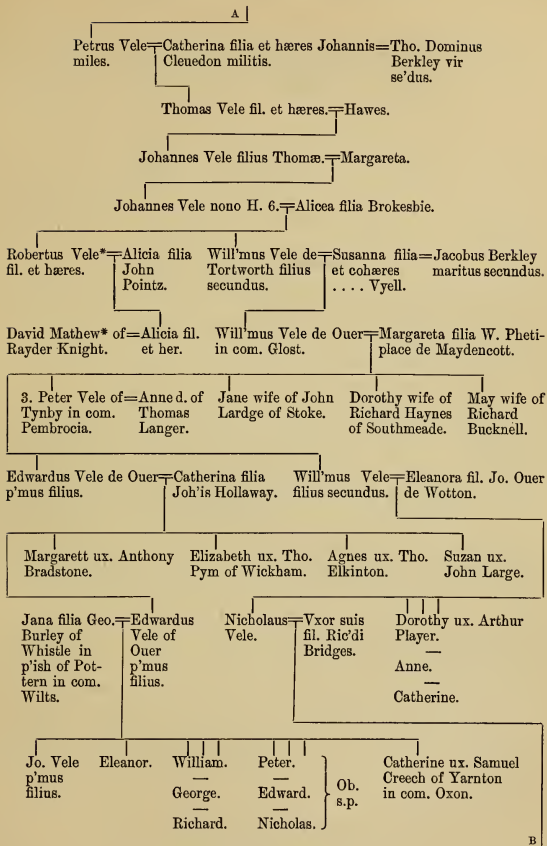 A
Petrus Vele=Catherina filia et hæres Johannis=Tho. Dominus
miles. Cleuedon militis. Berkley vir
se'dus.
Thomas Vele fil. et hæres.=Hawes.
Johannes Vele filius Thomæ.=Margareta.
Johannes Vele nono H. 6.=Alicea filia Brokesbie.
Robertus Vele*=Alicia filia Will'mus Vele de=Susanna filia=Jacobus Berkley
fil. et hæres. John Tortworth filius et cohæres maritus secundus.
Pointz. secundus. .... Vyell.
David Mathew* of=Alicia fil. Will'mus Vele de Ouer=Margareta filia W. Pheti-
Rayder Knight. et her. in com. Glost. place de Maydencott.
3. Peter Vele of=Anne d. of Jane wife of John Dorothy wife of May wife of
Tynby in com. Thomas Lardge of Stoke. Richard Haynes Richard
Pembrocia. Langer. of Southmeade. Bucknell.
Edwardus Vele de Ouer=Catherina filia Will'mus Vele=Eleanora fil. Jo. Ouer
p'mus filius. Joh'is Hollaway. filius secundus. de Wotton.
Margarett ux. Anthony Elizabeth ux. Tho. Agnes ux. Tho. Suzan ux.
Bradstone. Pym of Wickham. Elkinton. John Large.
Jana filia Geo.=Edwardus Nicholaus=Vxor suis Dorothy ux. Arthur
Burley of Vele of Vele. fil. Ric'di Player.
Whistle in Ouer Bridges. —
p'ish of Pot- p'mus Anne.
tern in com. filius. —
Wilts. Catherine.
Jo. Vele Eleanor. William. Peter. Catherine ux. Samuel
p'mus — — Ob. Creech of Yarnton
filius. George. Edward. s.p. in com. Oxon.
— —
Richard. Nicholas.
B